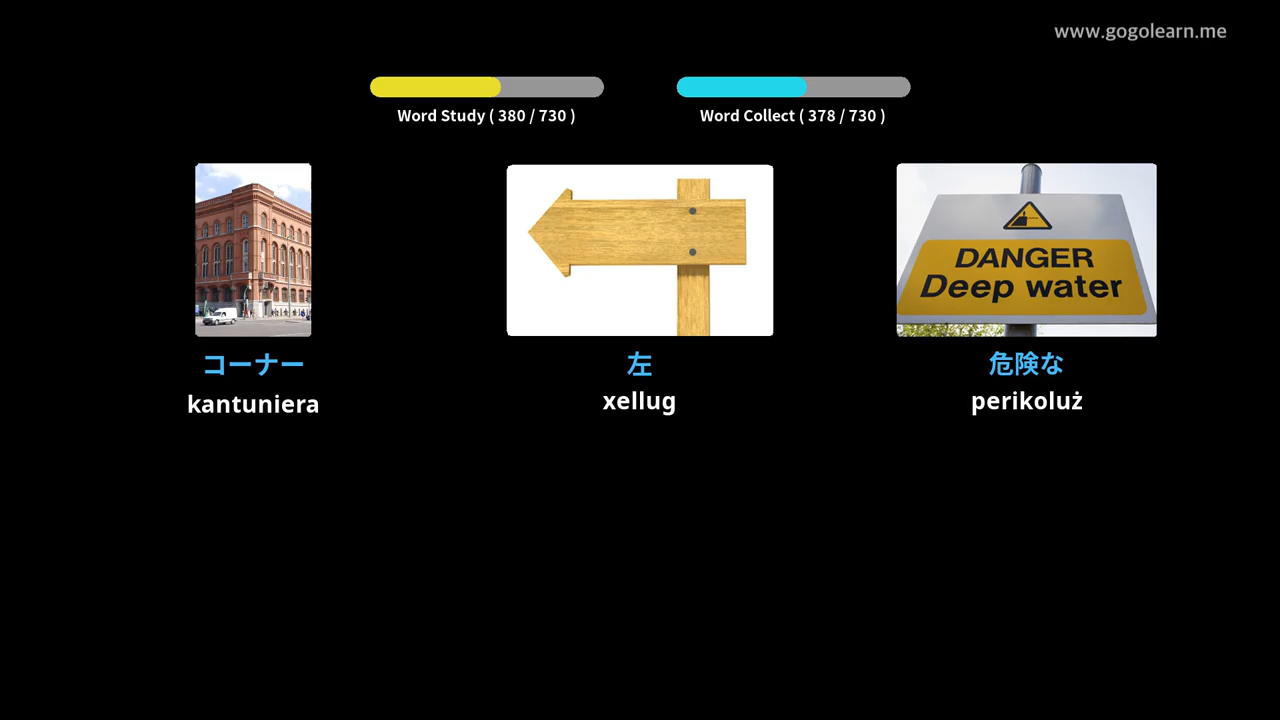 www.gogolearn.me
Word Study ( 380 / 730 )
Word Collect ( 378 / 730 )
DANGER
Deep water
コーナー
左
危険な
kantuniera
xellug
perikoluż